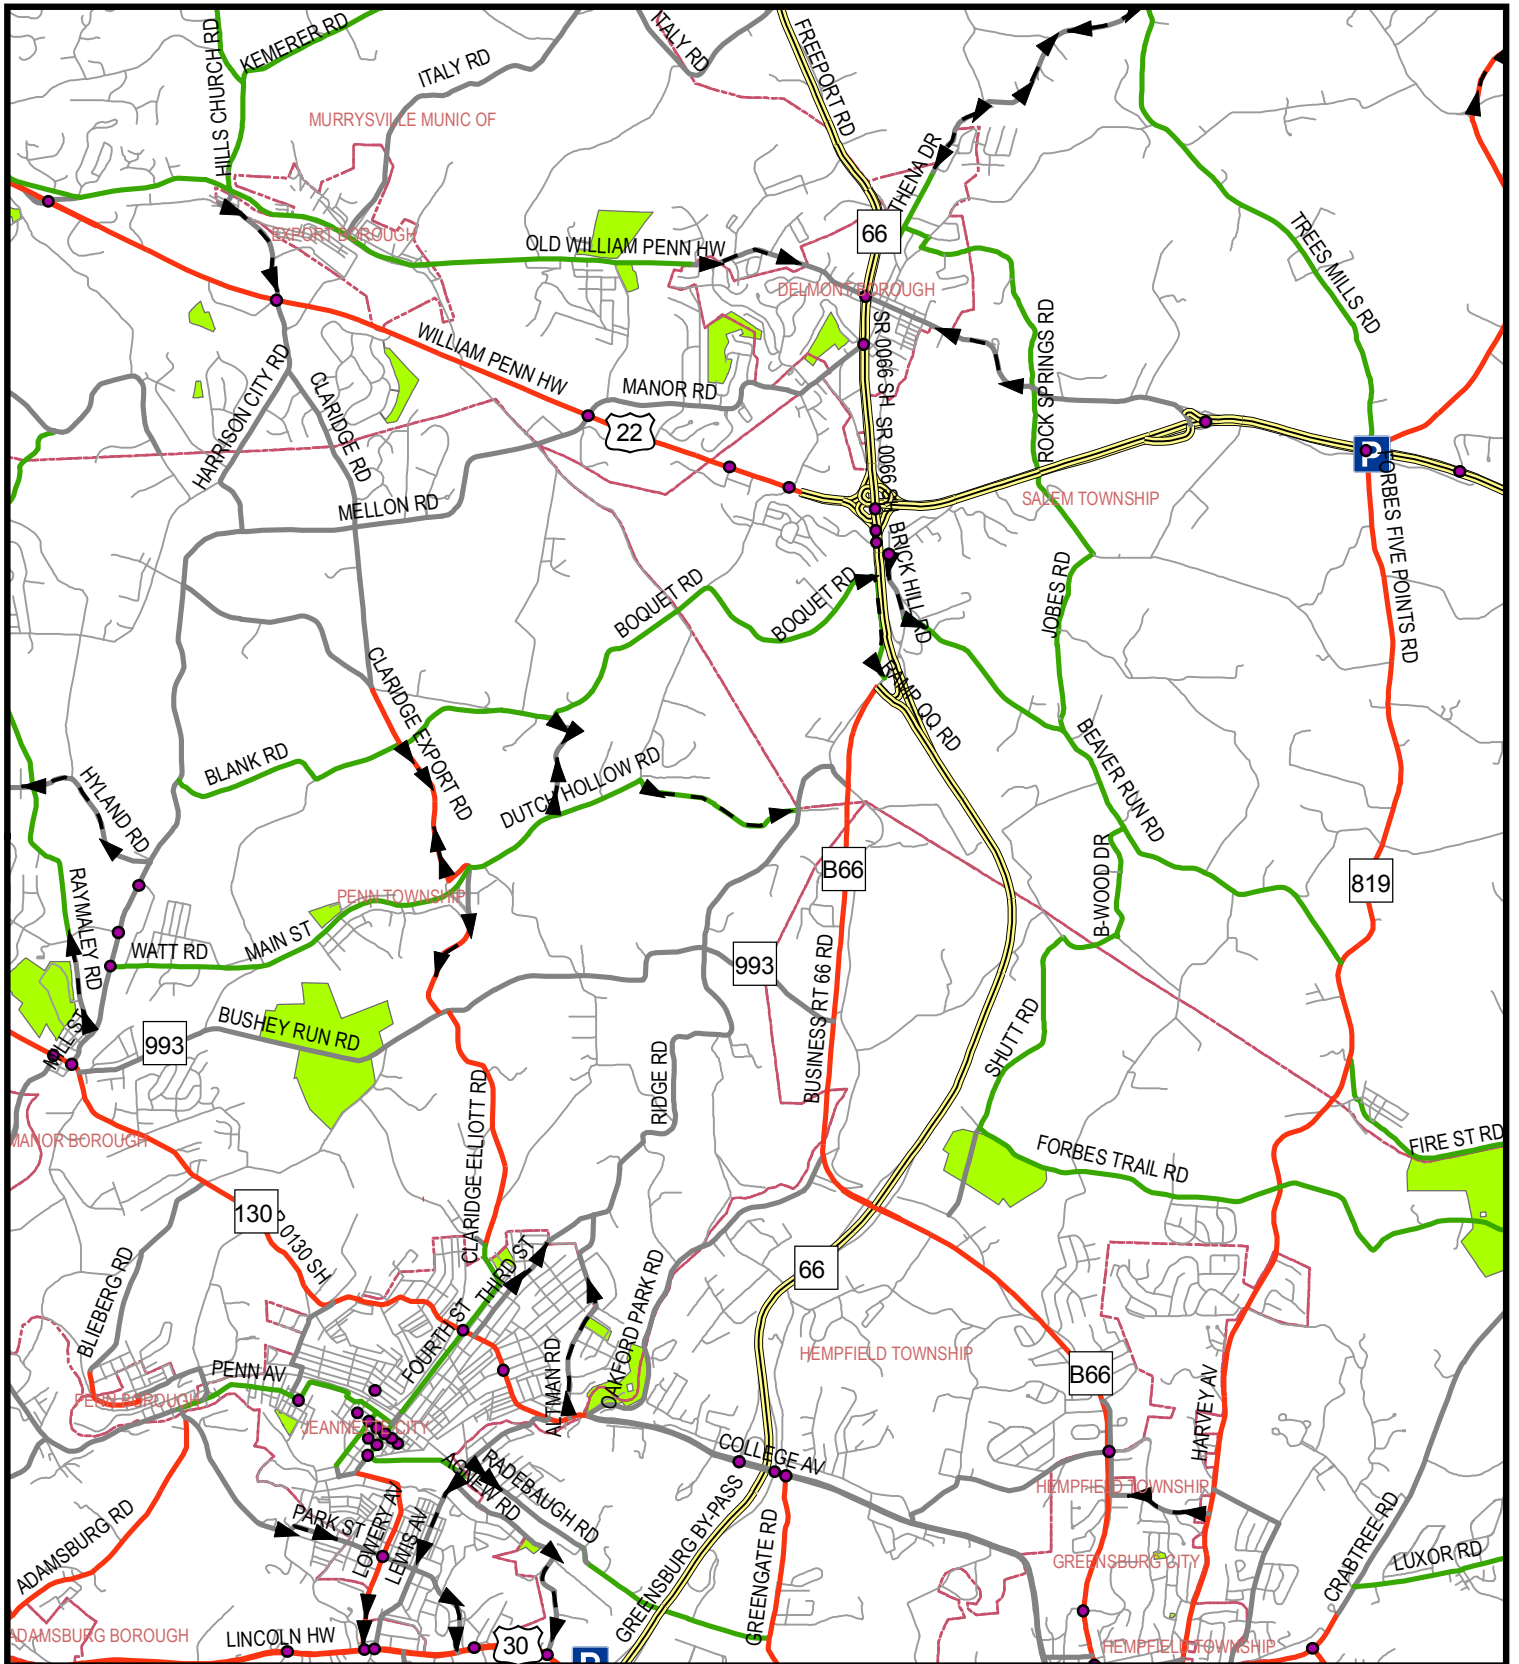 HILLS CHURCH RD
KEMERER RD
ITALY RD
ITALY RD
FREEPORT RD
MURRYSVILLE MUNIC OF
THENA DR
66
EXPORT BOROUGH
OLD WILLIAM PENN HW
TREES MILLS RD
DELMONT BOROUGH
SR 0066 SH
SR 0066 SH
ROCK SPRINGS RD
WILLIAM PENN HW
MANOR RD
HARRISON CITY RD
CLARIDGE RD
22
P
MELLON RD
SALEM TOWNSHIP
FORBES FIVE POINTS RD
BRICK HILL RD
BOQUET RD
BOQUET RD
JOBES RD
CLARIDGE EXPORT RD
RAMP QQ RD
BLANK RD
HYLAND RD
DUTCH HOLLOW RD
BEAVER RUN RD
B66
819
B-WOOD DR
RAYMALEY RD
PENN TOWNSHIP
WATT RD
MAIN ST
993
BUSINESS RT 66 RD
MILL ST
993
BUSHEY RUN RD
SHUTT RD
RIDGE RD
CLARIDGE ELLIOTT RD
MANOR BOROUGH
FORBES TRAIL RD
FIRE ST RD
130
0130 SH
BLIEBERG RD
THIRD ST
66
FOURTH ST
OAKFORD PARK RD
ALTMAN RD
HEMPFIELD TOWNSHIP
B66
PENN AV
PENN BOROUGH
JEANNETTE CITY
HARVEY AV
COLLEGE AV
AGNEW RD
RADEBAUGH RD
HEMPFIELD TOWNSHIP
ADAMSBURG RD
PARK ST
LOWERY AV
LEWIS AV
GREENSBURG BY-PASS
GREENGATE RD
GREENSBURG CITY
CRABTREE RD
LUXOR RD
ADAMSBURG BOROUGH
LINCOLN HW
30
P
HEMPFIELD TOWNSHIP